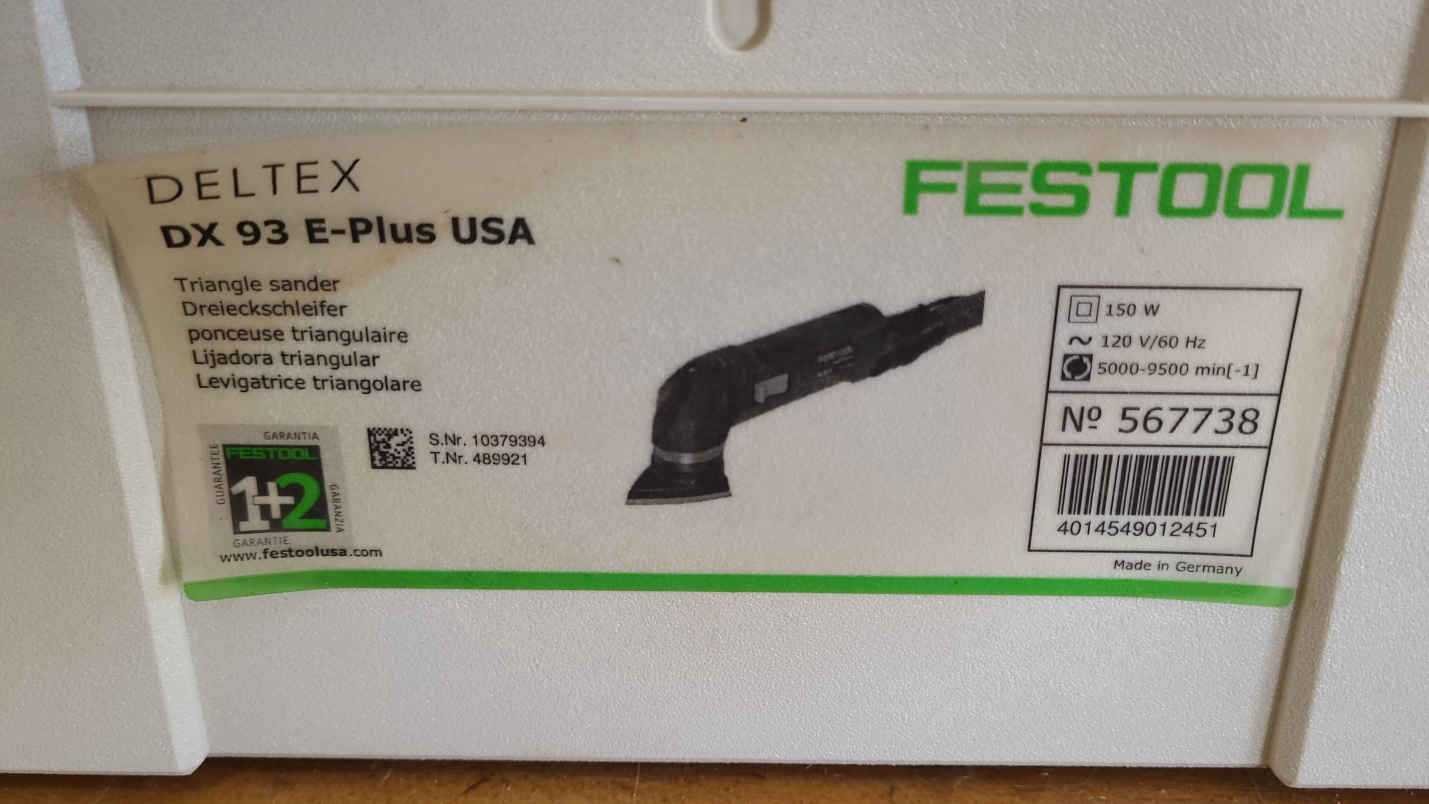 DELTEX
DX 93 E-Plus USA
FESTOOL
Triangle sander
Dreieckschleifer
ponceuse triangulaire
Lijadora triangular
Levigatrice triangolare
150 W
~ 120 V/60 Hz
5000-9500 min[-1]
Nº 567738
4014549012451
Made in Germany
S.Nr. 10379394
T.Nr. 489921
GARANTIA
GUARANTEE
FESTOOL
1+2
GARANZIA
GARANTIE
www.festoolusa.com